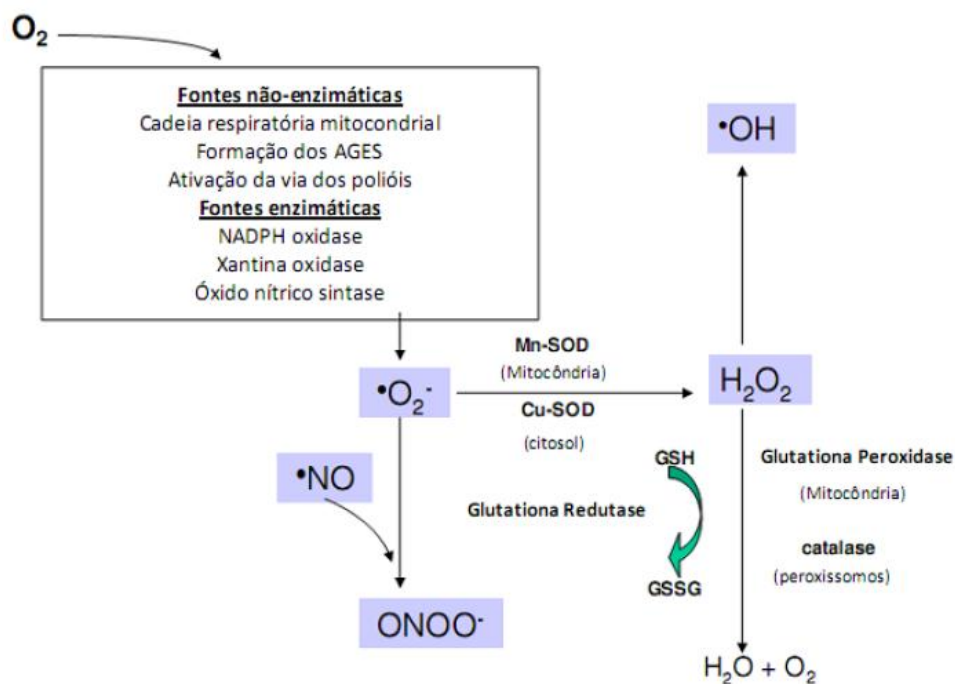 O₂
Fontes não-enzimáticas
Cadeia respiratória mitocondrial
Formação dos AGES
Ativação da via dos polióis
Fontes enzimáticas
NADPH oxidase
Xantina oxidase
Óxido nítrico sintase
•OH
Mn-SOD
(Mitocôndria)
•O₂⁻
H₂O₂
Cu-SOD
(citosol)
•NO
GSH
Glutationa Peroxidase
(Mitocôndria)
Glutationa Redutase
catalase
(peroxissomos)
GSSG
ONOO⁻
H₂O + O₂